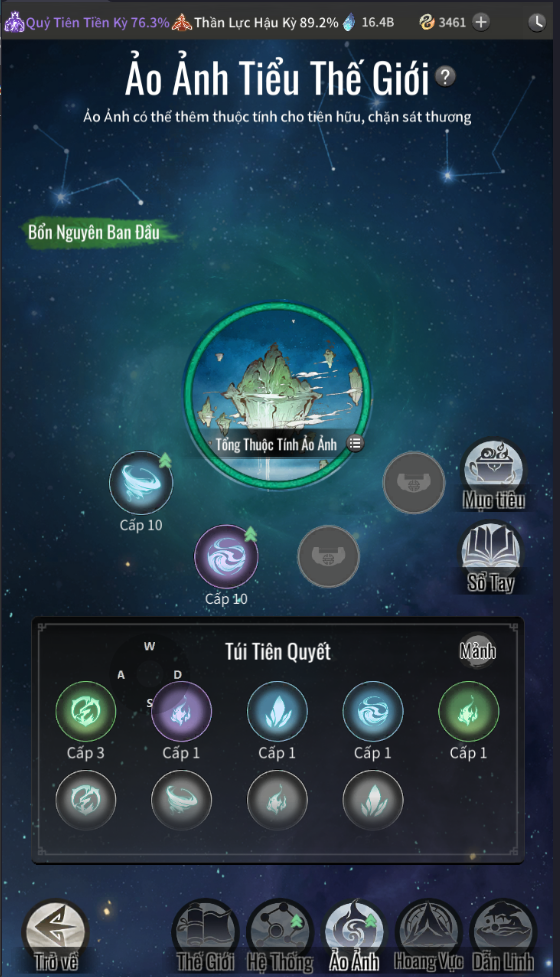 Quỷ Tiên Tiền Kỳ 76.3% Thần Lực Hậu Kỳ 89.2% 16.4B 3461
Ảo Ảnh Tiểu Thế Giới ?
Ảo Ảnh có thể thêm thuộc tính cho tiên hữu, chặn sát thương
Bổn Nguyên Ban Đầu
Tổng Thuộc Tính Ảo Ảnh
Mục tiêu
Cấp 10
Sổ Tay
Cấp 10
Túi Tiên Quyết
Mảnh
W
A D
S
Cấp 3 Cấp 1 Cấp 1 Cấp 1 Cấp 1
Trở về Thế Giới Hệ Thống Ảo Ảnh Hoang Vực Dẫn Linh